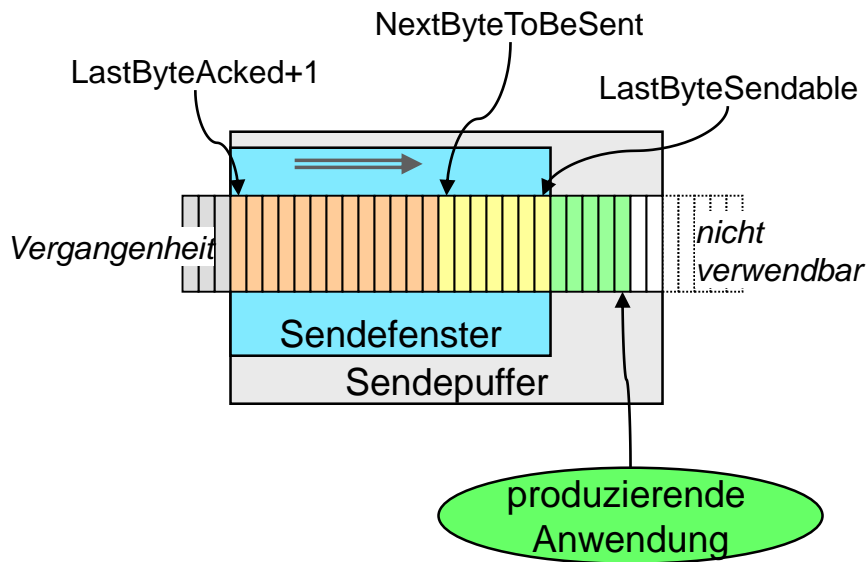 NextByteToBeSent
LastByteAcked+1
LastByteSendable
Vergangenheit
nicht
verwendbar
Sendefenster
Sendepuffer
produzierende
Anwendung